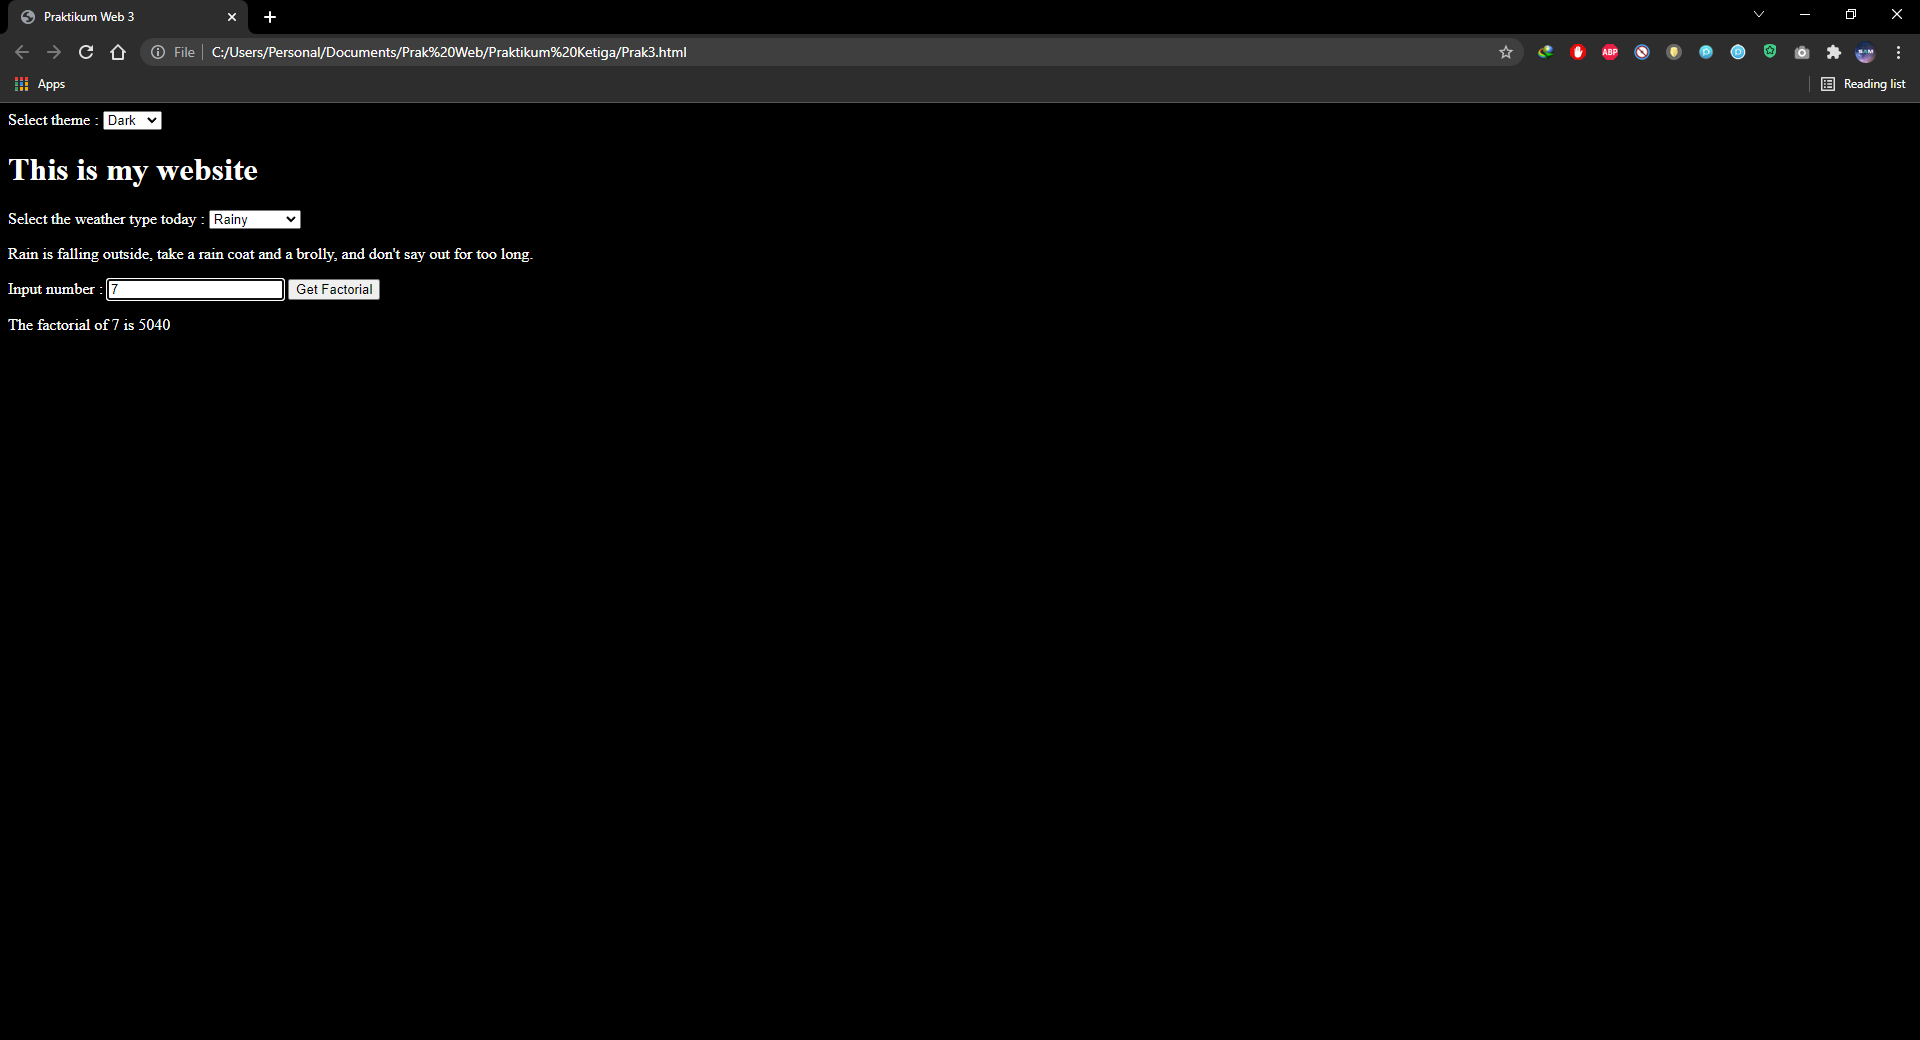 Praktikum Web 3
File C:/Users/Personal/Documents/Prak%20Web/Praktikum%20Ketiga/Prak3.html
ABP
SAM
Apps
Reading list
Select theme : Dark
This is my website
Select the weather type today : Rainy
Rain is falling outside, take a rain coat and a brolly, and don't say out for too long.
Input number : 7 Get Factorial
The factorial of 7 is 5040